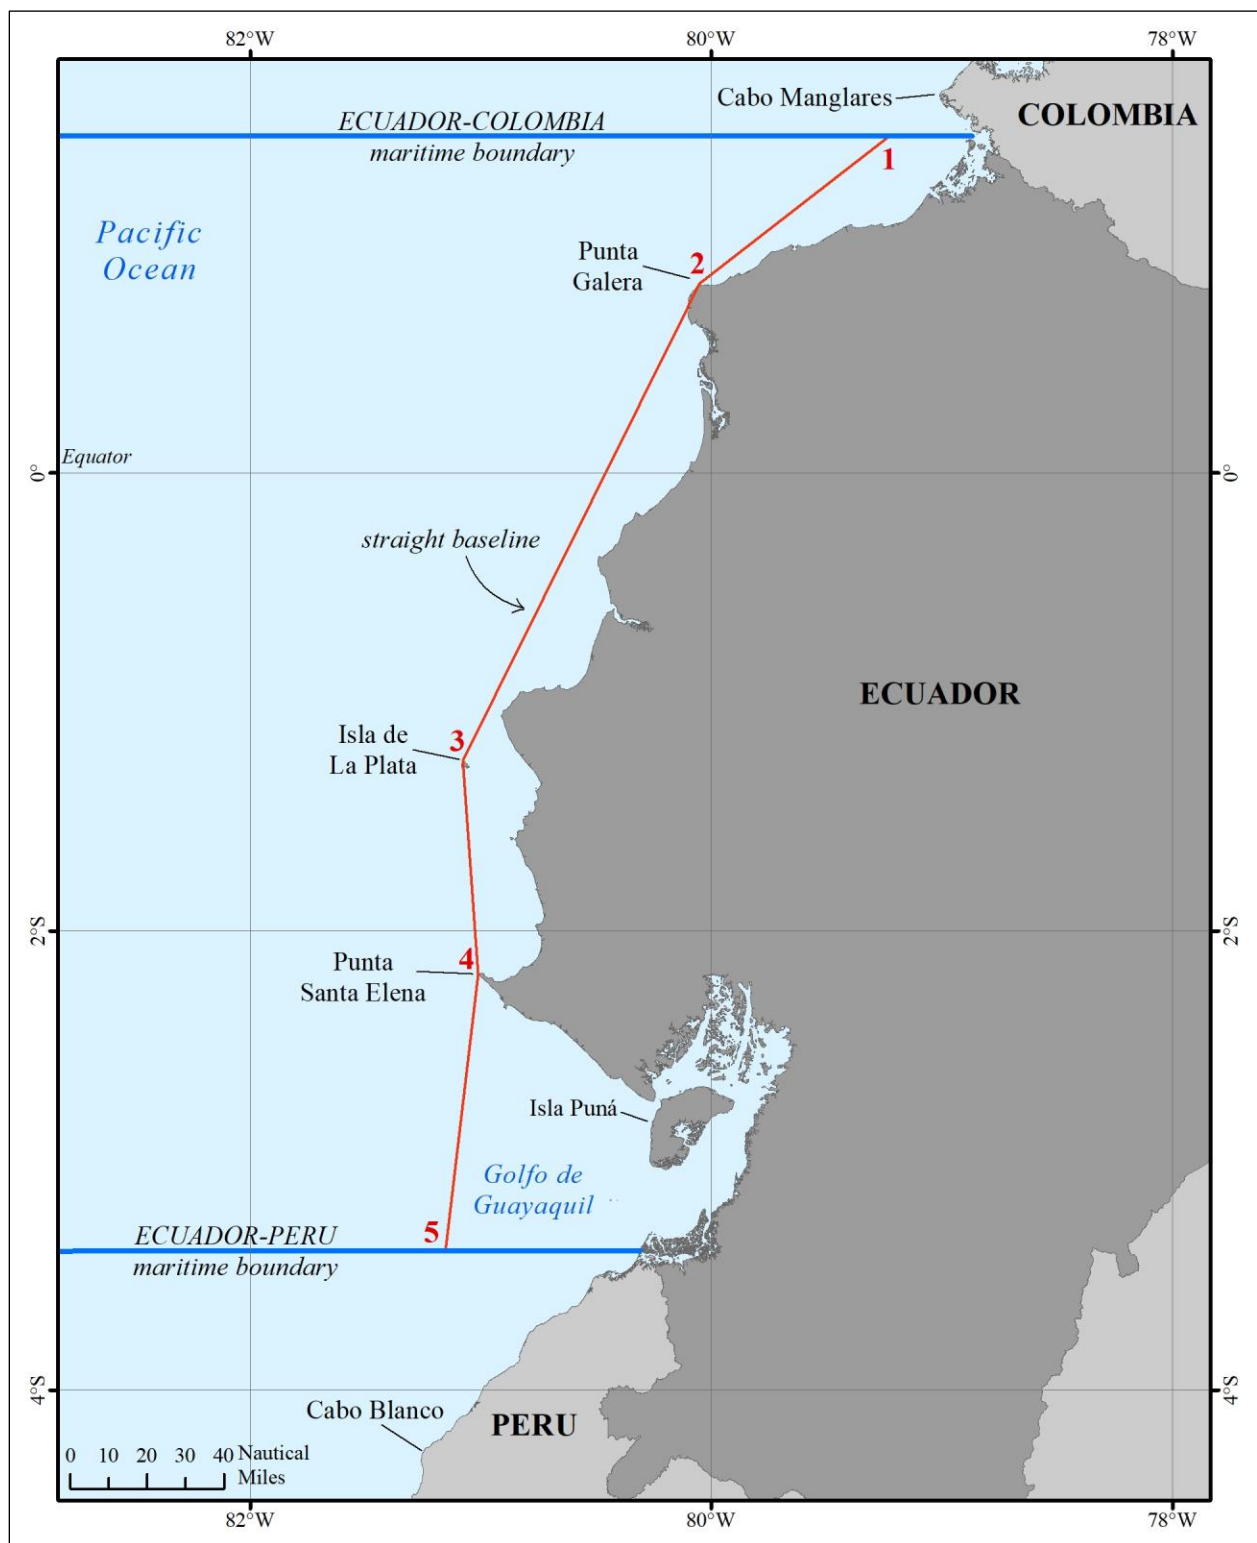 82°W
80°W
78°W
Cabo Manglares
COLOMBIA
ECUADOR-COLOMBIA
maritime boundary
1
Pacific
Ocean
Punta
Galera
2
Equator
0°
0°
straight baseline
ECUADOR
Isla de
La Plata
3
2°S
2°S
Punta
Santa Elena
4
Isla Puná
Golfo de
Guayaquil
5
ECUADOR-PERU
maritime boundary
4°S
4°S
Cabo Blanco
PERU
0 10 20 30 40 Nautical
Miles
82°W
80°W
78°W